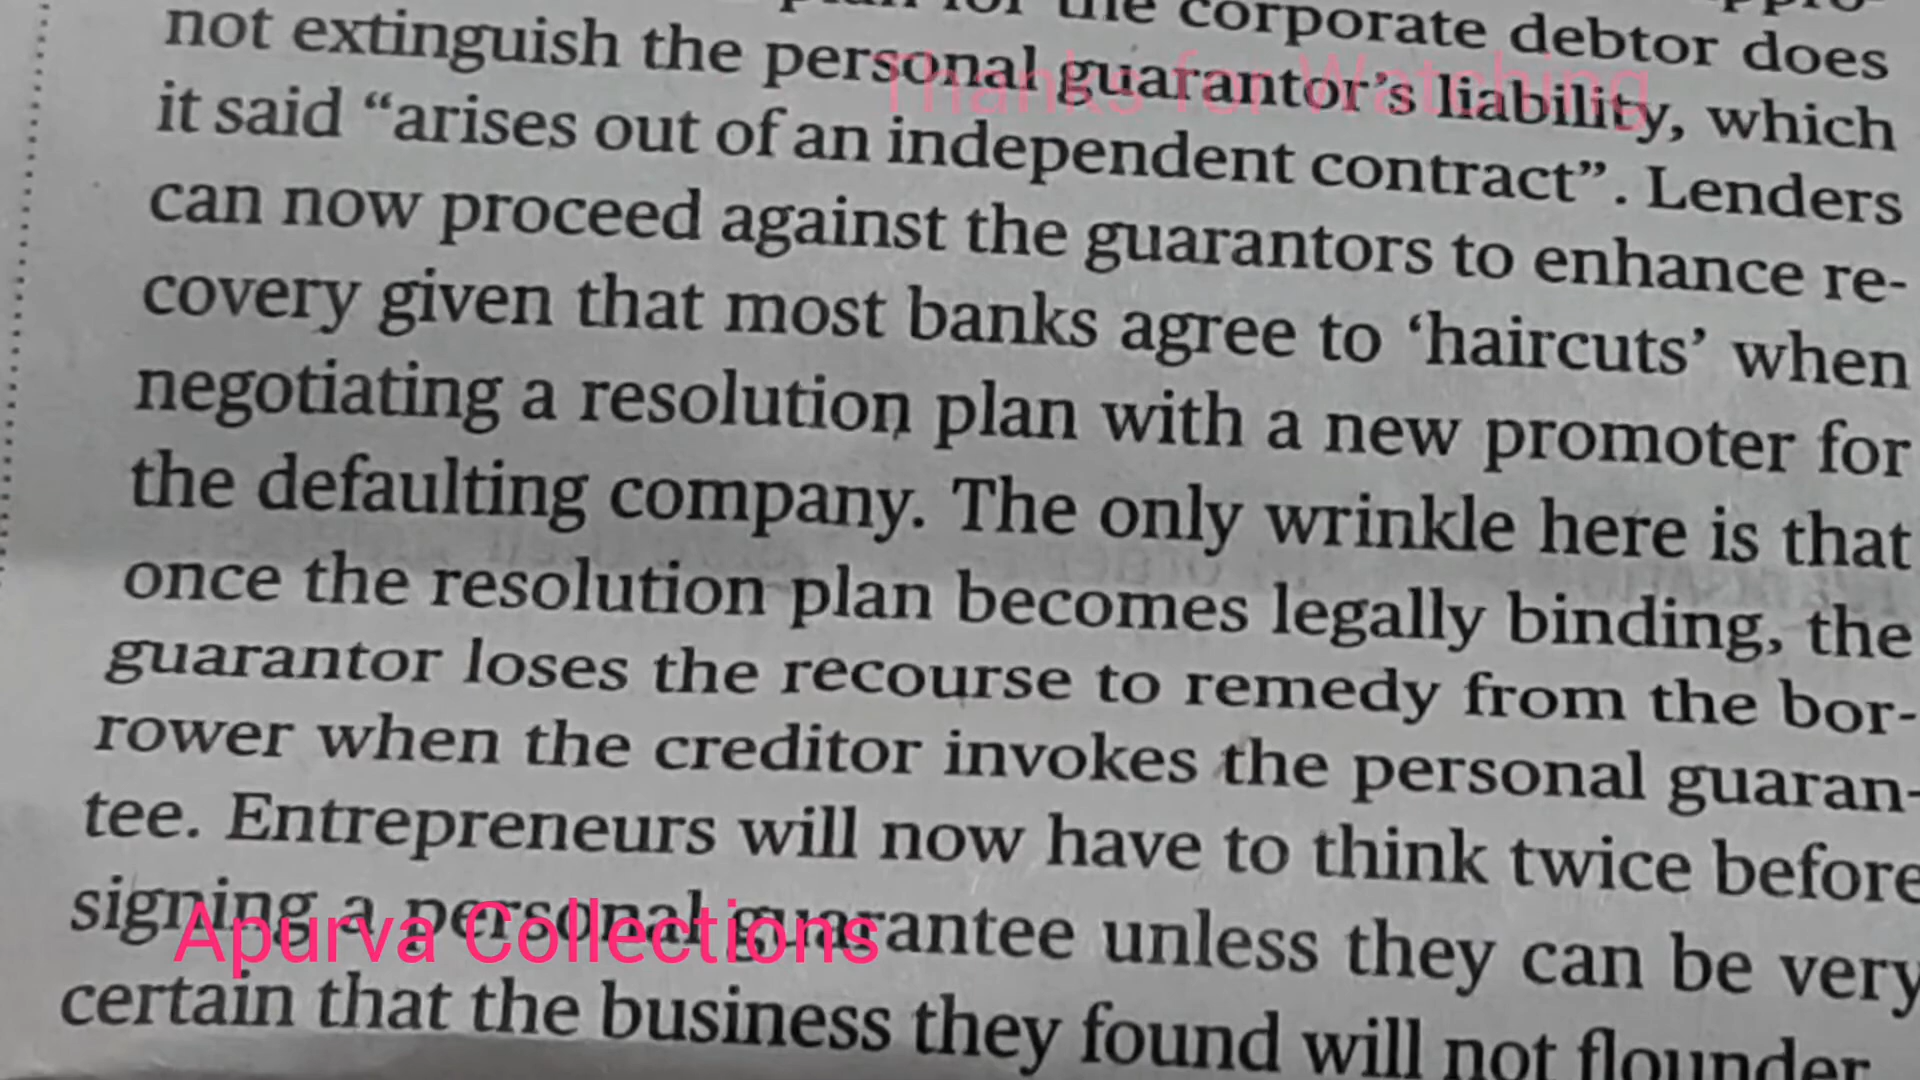 for the corporate debtor does
not extinguish the personal guarantor's liability, which
it said “arises out of an independent contract”. Lenders
can now proceed against the guarantors to enhance re-
covery given that most banks agree to ‘haircuts’ when
negotiating a resolution plan with a new promoter for
the defaulting company. The only wrinkle here is that
once the resolution plan becomes legally binding, the
guarantor loses the recourse to remedy from the bor-
rower when the creditor invokes the personal guaran-
tee. Entrepreneurs will now have to think twice before
signing a personal guarantee unless they can be very
certain that the business they found will not flounder
Thanks for Watching
Apurva Collections